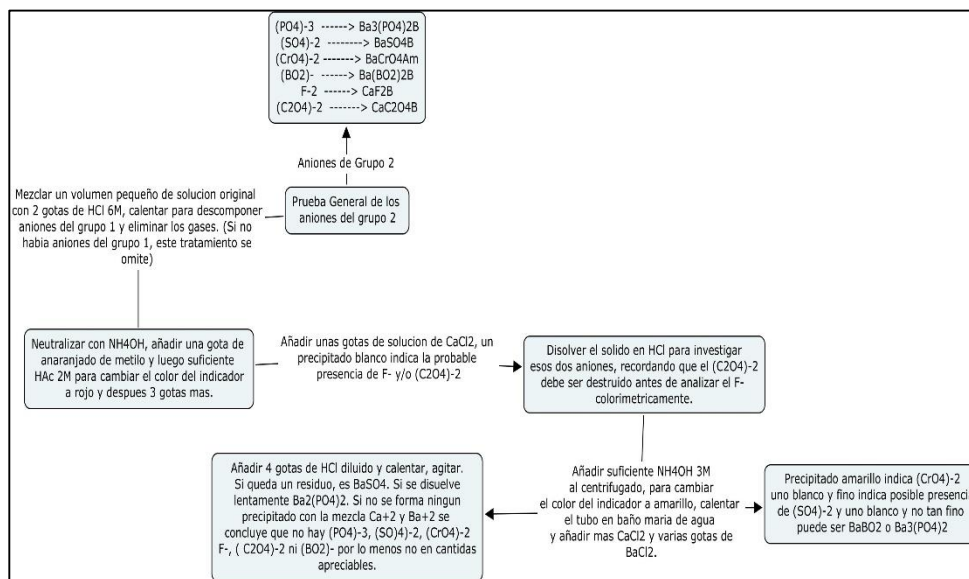 (PO4)-3 ------> Ba3(PO4)2B
(SO4)-2 --------> BaSO4B
(CrO4)-2 -------> BaCrO4Am
(BO2)- ------> Ba(BO2)2B
F-2 ------> CaF2B
(C2O4)-2 -------> CaC2O4B
Aniones de Grupo 2
Mezclar un volumen pequeño de solucion original
con 2 gotas de HCl 6M, calentar para descomponer
aniones del grupo 1 y eliminar los gases. (Si no
habia aniones del grupo 1, este tratamiento se
omite)
Prueba General de los
aniones del grupo 2
Neutralizar con NH4OH, añadir una gota de
anaranjado de metilo y luego suficiente
HAc 2M para cambiar el color del indicador
a rojo y despues 3 gotas mas.
Añadir unas gotas de solucion de CaCl2, un
precipitado blanco indica la probable
presencia de F- y/o (C2O4)-2
Disolver el solido en HCl para investigar
esos dos aniones, recordando que el (C2O4)-2
debe ser destruido antes de analizar el F-
colorimetricamente.
Añadir 4 gotas de HCl diluido y calentar, agitar.
Si queda un residuo, es BaSO4. Si se disuelve
lentamente Ba2(PO4)2. Si no se forma ningun
precipitado con la mezcla Ca+2 y Ba+2 se
concluye que no hay (PO4)-3, (SO)4)-2, (CrO4)-2
F-, ( C2O4)-2 ni (BO2)- por lo menos no en cantidas
apreciables.
Añadir suficiente NH4OH 3M
al centrifugado, para cambiar
el color del indicador a amarillo, calentar
el tubo en baño maria de agua
y añadir mas CaCl2 y varias gotas de
BaCl2.
Precipitado amarillo indica (CrO4)-2
uno blanco y fino indica posible presenci
de (SO4)-2 y uno blanco y no tan fino
puede ser BaBO2 o Ba3(PO4)2